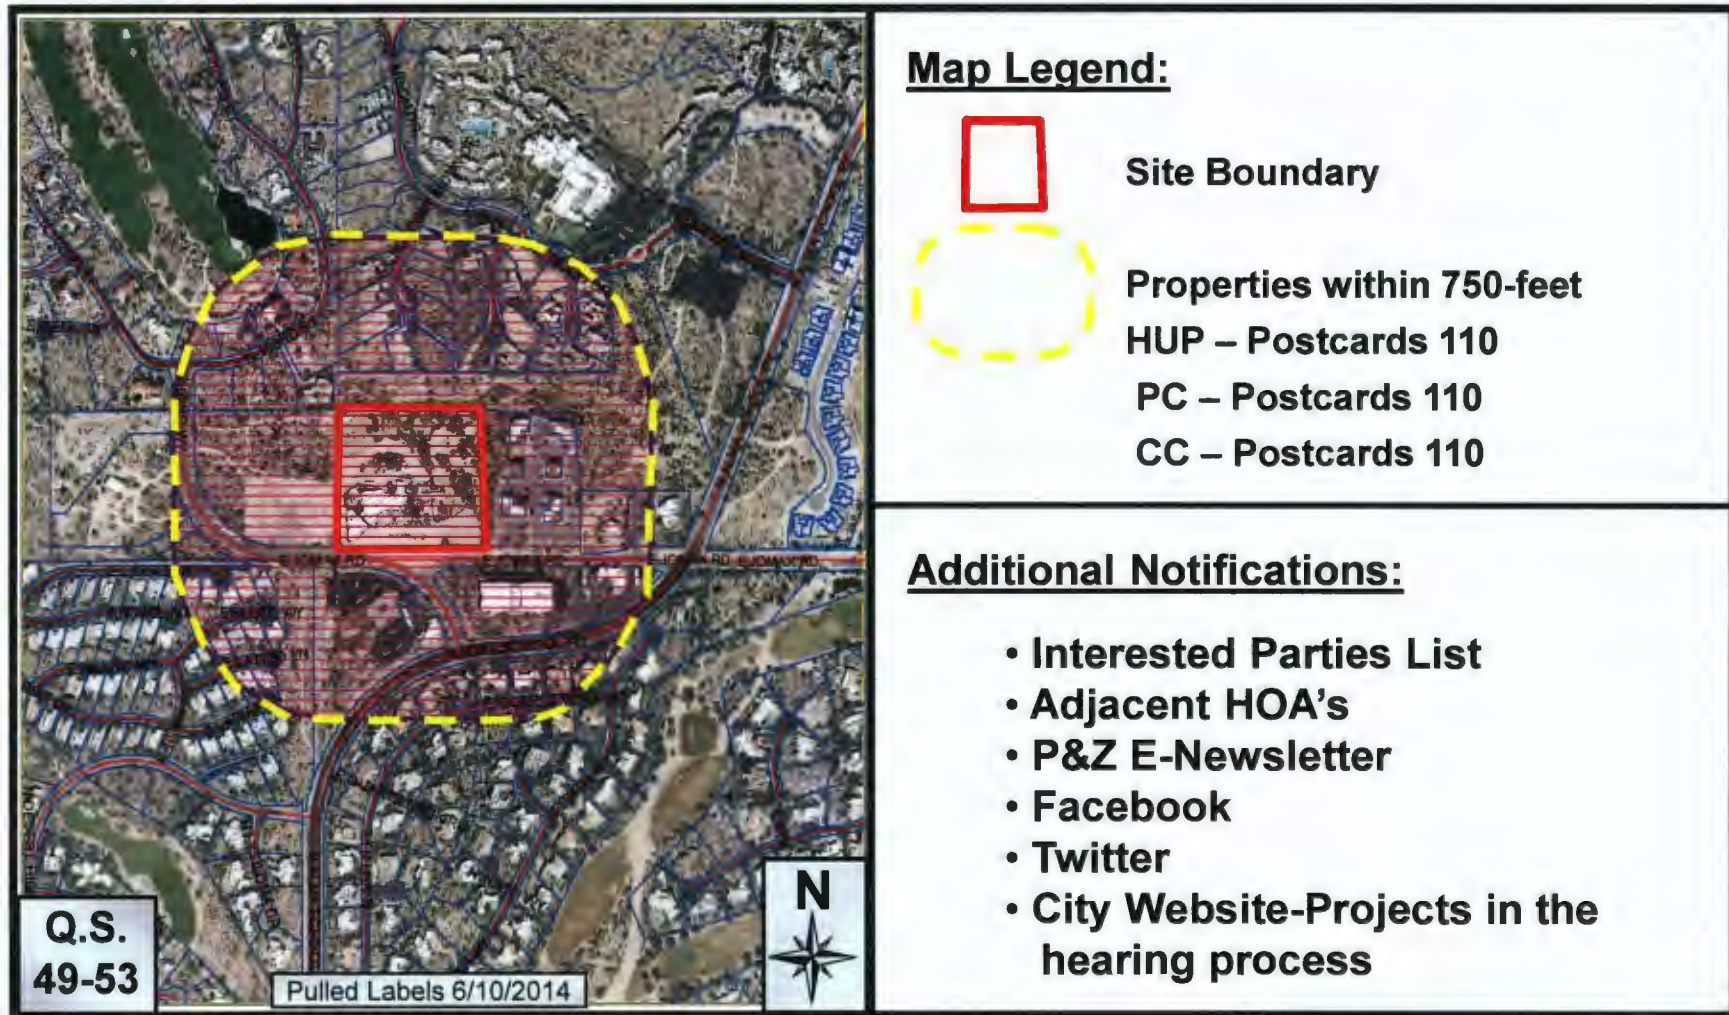 Map Legend:
Site Boundary
Properties within 750-feet
HUP – Postcards 110
PC – Postcards 110
CC – Postcards 110
Additional Notifications:
• Interested Parties List
• Adjacent HOA's
• P&Z E-Newsletter
• Facebook
• Twitter
• City Website-Projects in the
hearing process
E JOMAX RD
Q.S.
49-53
Pulled Labels 6/10/2014
N